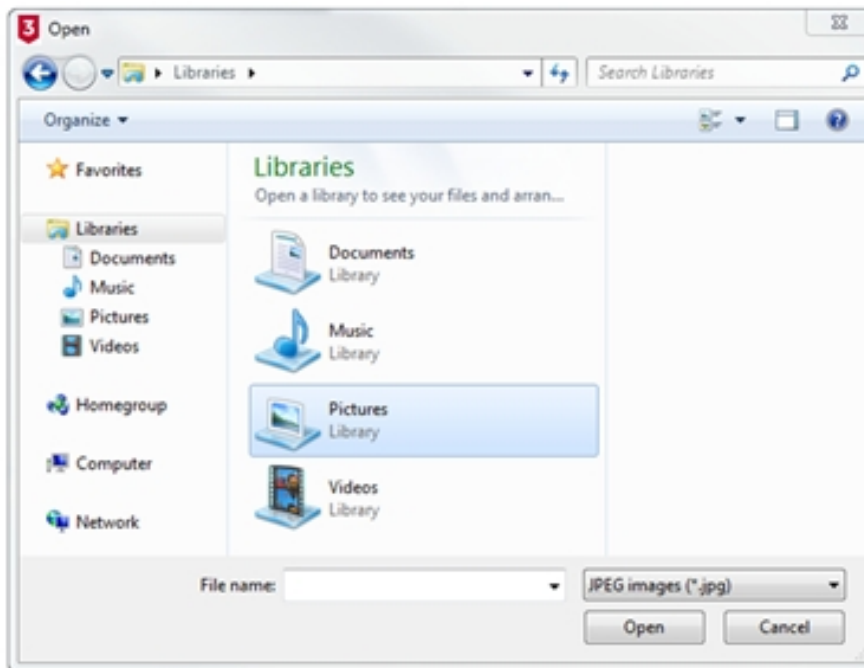 3 Open
Libraries
Search Libraries
Organize
Favorites
Libraries
Documents
Music
Pictures
Videos
Homegroup
Computer
Network
Libraries
Open a library to see your files and arran...
Documents
Library
Music
Library
Pictures
Library
Videos
Library
File name:
JPEG images (*.jpg)
Open
Cancel